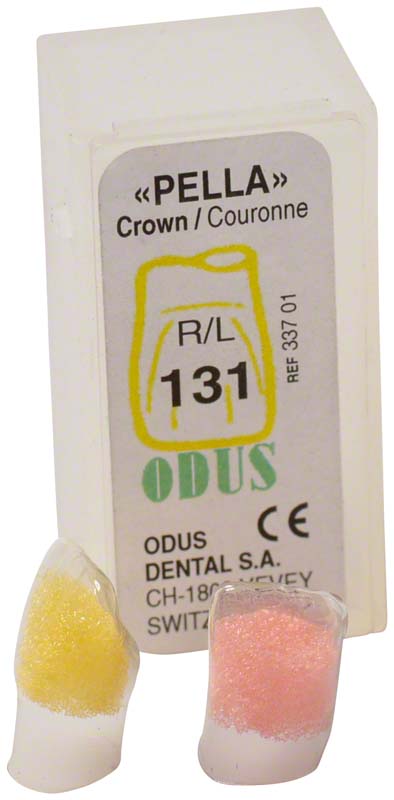 «PELLA»
Crown / Couronne
R/L
131
REF 337 01
ODUS
CE
ODUS
DENTAL S.A.